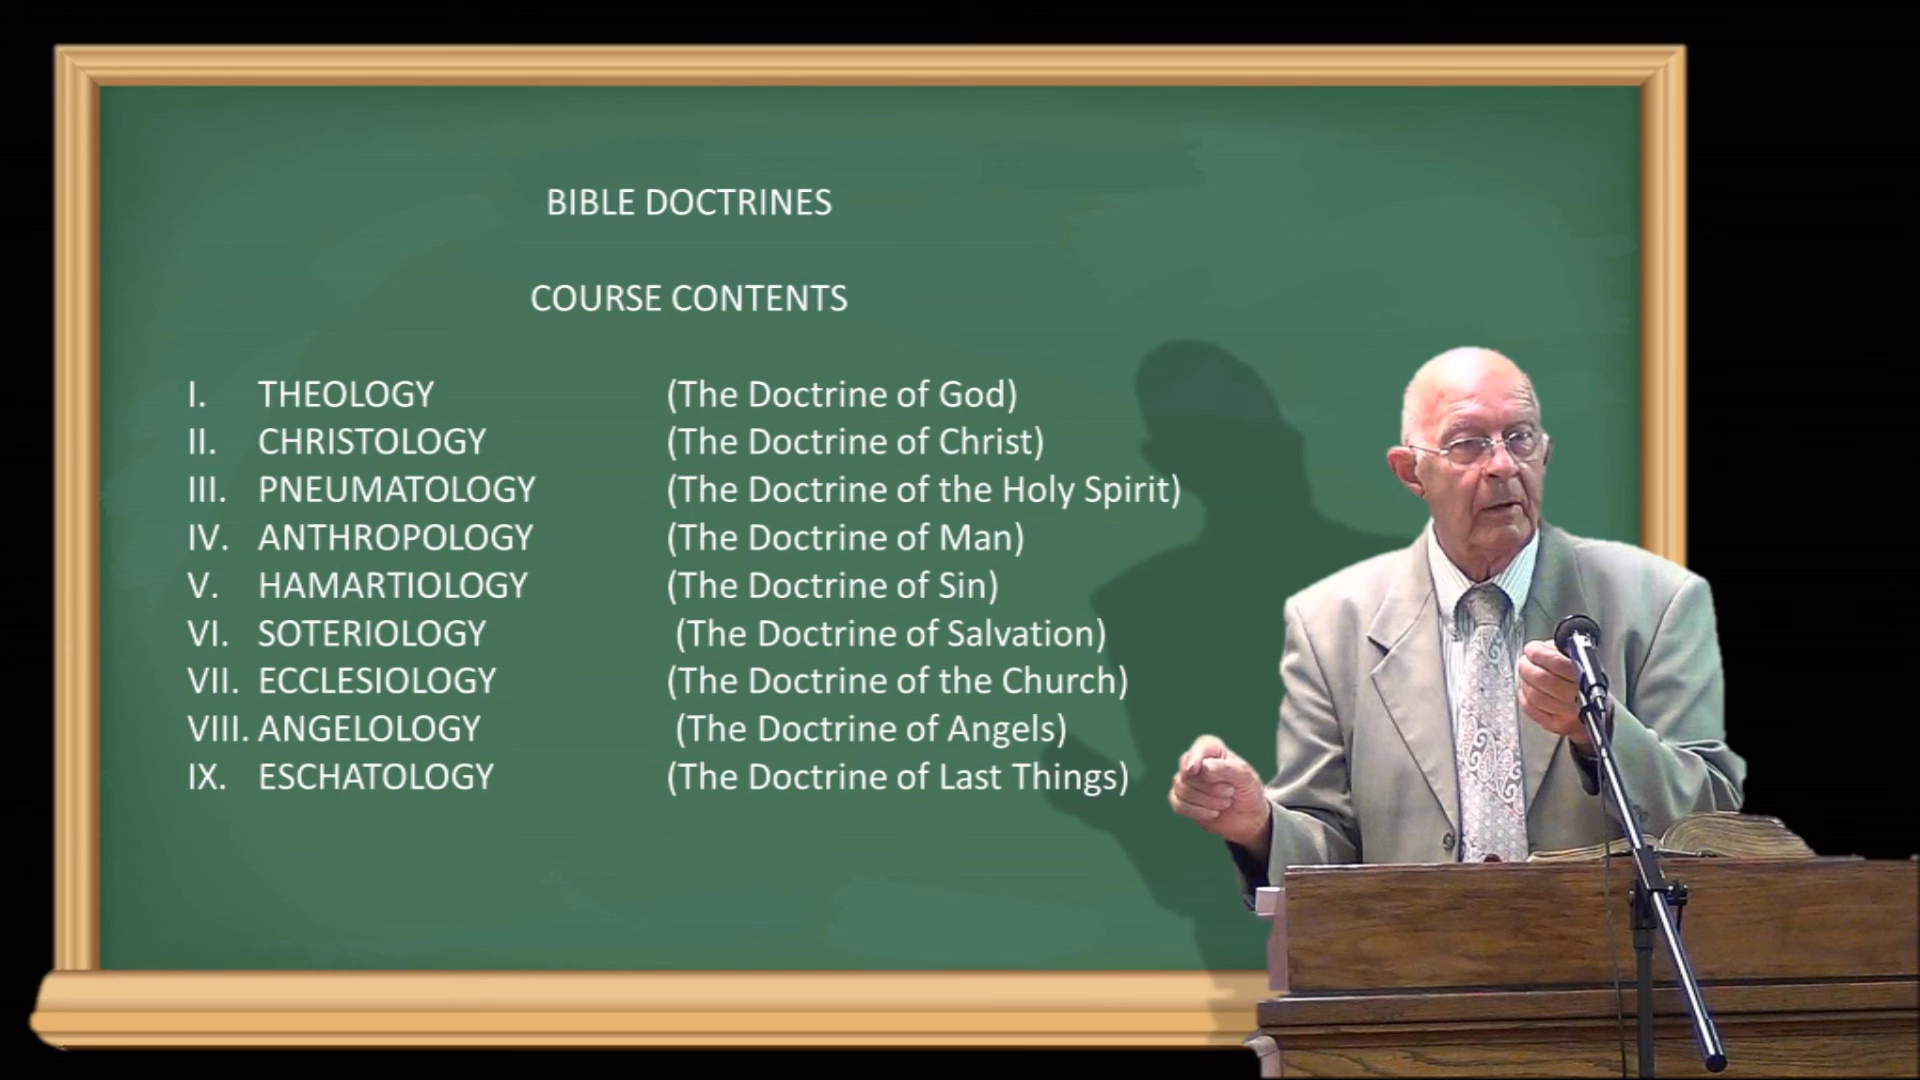 BIBLE DOCTRINES
COURSE CONTENTS
I. THEOLOGY (The Doctrine of God)
II. CHRISTOLOGY (The Doctrine of Christ)
III. PNEUMATOLOGY (The Doctrine of the Holy Spirit)
IV. ANTHROPOLOGY (The Doctrine of Man)
V. HAMARTIOLOGY (The Doctrine of Sin)
VI. SOTERIOLOGY (The Doctrine of Salvation)
VII. ECCLESIOLOGY (The Doctrine of the Church)
VIII. ANGELOLOGY (The Doctrine of Angels)
IX. ESCHATOLOGY (The Doctrine of Last Things)